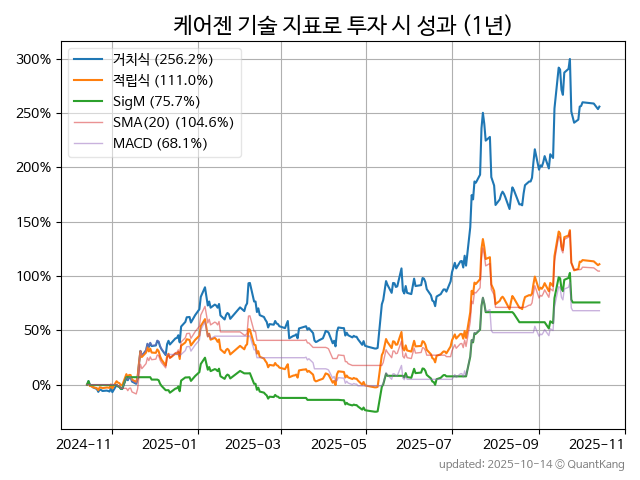 케어젠 기술 지표로 투자 시 성과 (1년)
300%
250%
200%
150%
100%
50%
0%
거치식 (256.2%)
적립식 (111.0%)
SigM (75.7%)
SMA(20) (104.6%)
MACD (68.1%)
2024-11
2025-01
2025-03
2025-05
2025-07
2025-09
2025-11
updated: 2025-10-14 © QuantKang